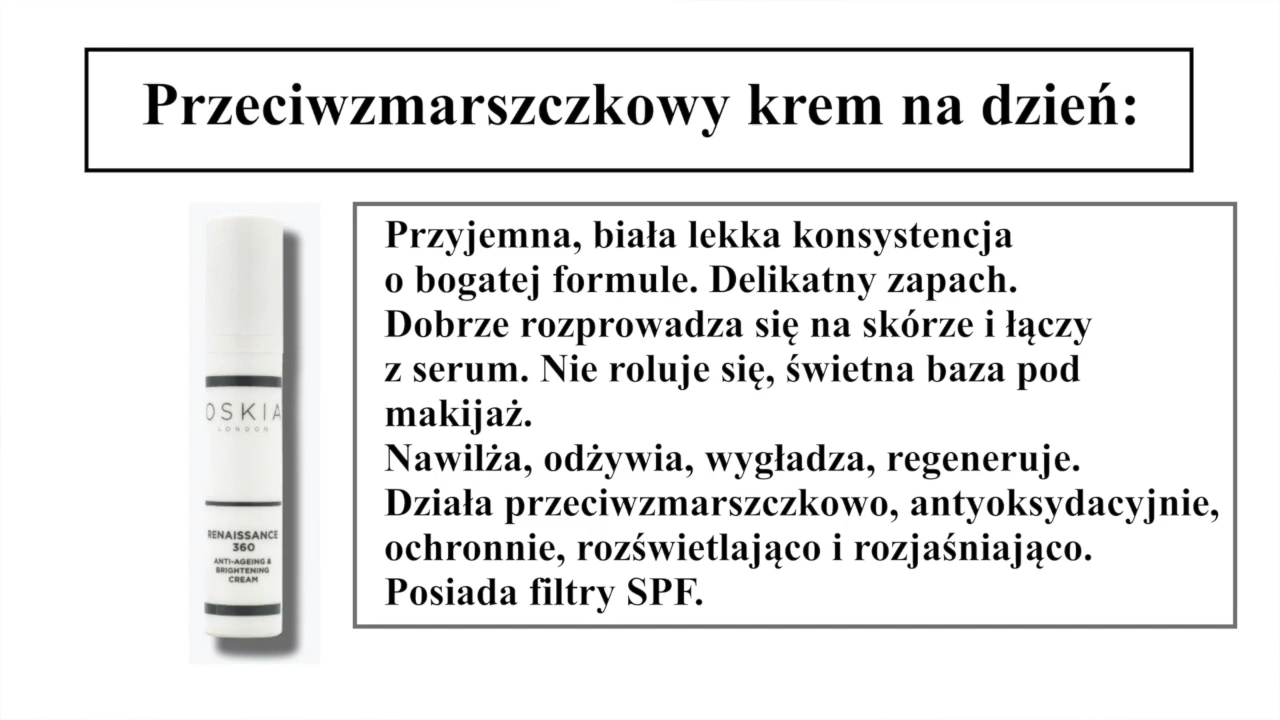 Przeciwzmarszczkowy krem na dzień:
Przyjemna, biała lekka konsystencja
o bogatej formule. Delikatny zapach.
Dobrze rozprowadza się na skórze i łączy
z serum. Nie roluje się, świetna baza pod
makijaż.
Nawilża, odżywia, wygładza, regeneruje.
Działa przeciwzmarszczkowo, antyoksydacyjnie,
ochronnie, rozświetlająco i rozjaśniająco.
Posiada filtry SPF.
OSKIA
LONDON
RENAISSANCE
360
ANTI-AGEING &
BRIGHTENING
CREAM